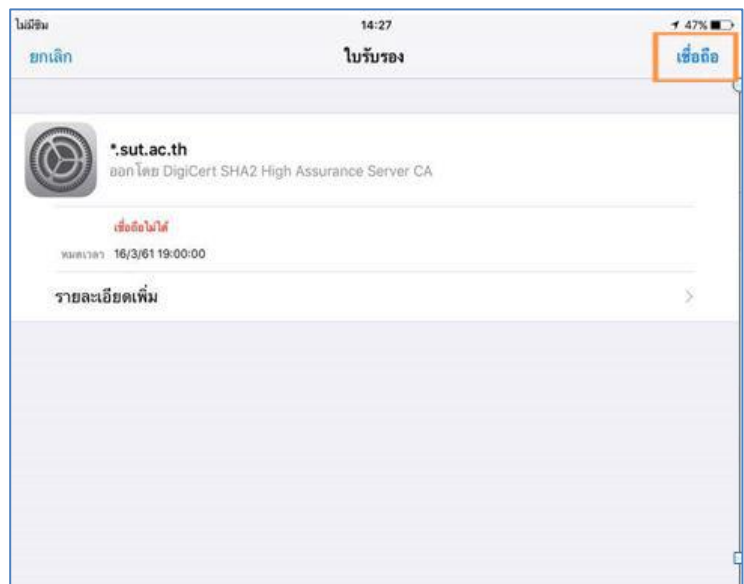 ไม่มีซิม 14:27 47%
ยกเลิก ใบรับรอง เชื่อถือ
*.sut.ac.th
ออกโดย DigiCert SHA2 High Assurance Server CA
เชื่อถือไม่ได้
หมดเวลา 16/3/61 19:00:00
รายละเอียดเพิ่ม